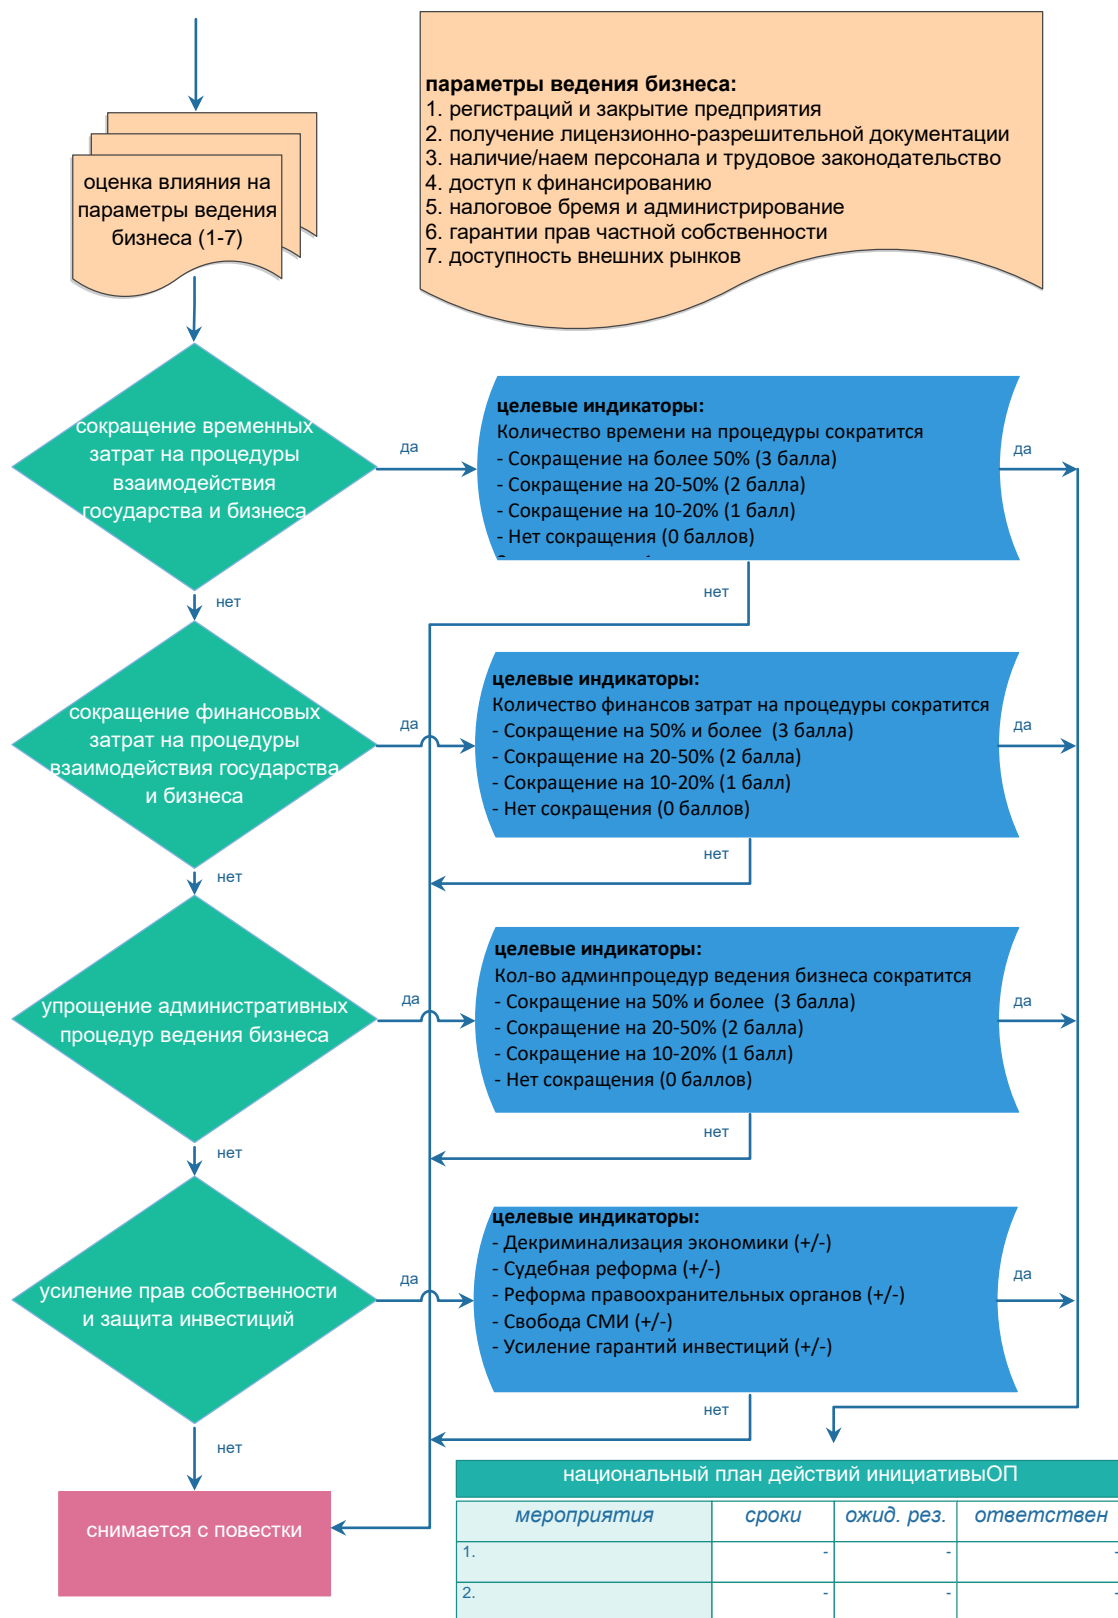 параметры ведения бизнеса:
1. регистраций и закрытие предприятия
2. получение лицензионно-разрешительной документации
3. наличие/наем персонала и трудовое законодательство
4. доступ к финансированию
5. налоговое бремя и администрирование
6. гарантии прав частной собственности
7. доступность внешних рынков
оценка влияния на
параметры ведения
бизнеса (1-7)
сокращение временных
затрат на процедуры
взаимодействия
государства и бизнеса
да
целевые индикаторы:
Количество времени на процедуры сократится
- Сокращение на более 50% (3 балла)
- Сокращение на 20-50% (2 балла)
- Сокращение на 10-20% (1 балл)
- Нет сокращения (0 баллов)
да
нет
нет
сокращение финансовых
затрат на процедуры
взаимодействия государства
и бизнеса
да
целевые индикаторы:
Количество финансов затрат на процедуры сократится
- Сокращение на 50% и более  (3 балла)
- Сокращение на 20-50% (2 балла)
- Сокращение на 10-20% (1 балл)
- Нет сокращения (0 баллов)
да
нет
нет
упрощение административных
процедур ведения бизнеса
да
целевые индикаторы:
Кол-во админпроцедур ведения бизнеса сократится
- Сокращение на 50% и более  (3 балла)
- Сокращение на 20-50% (2 балла)
- Сокращение на 10-20% (1 балл)
- Нет сокращения (0 баллов)
да
нет
нет
усиление прав собственности
и защита инвестиций
да
целевые индикаторы:
- Декриминализация экономики (+/-)
- Судебная реформа (+/-)
- Реформа правоохранительных органов (+/-)
- Свобода СМИ (+/-)
- Усиление гарантий инвестиций (+/-)
да
нет
нет
снимается с повестки
национальный план действий инициативыОП
мероприятия сроки ожид. рез. ответствен
1. - - -
2. - - -